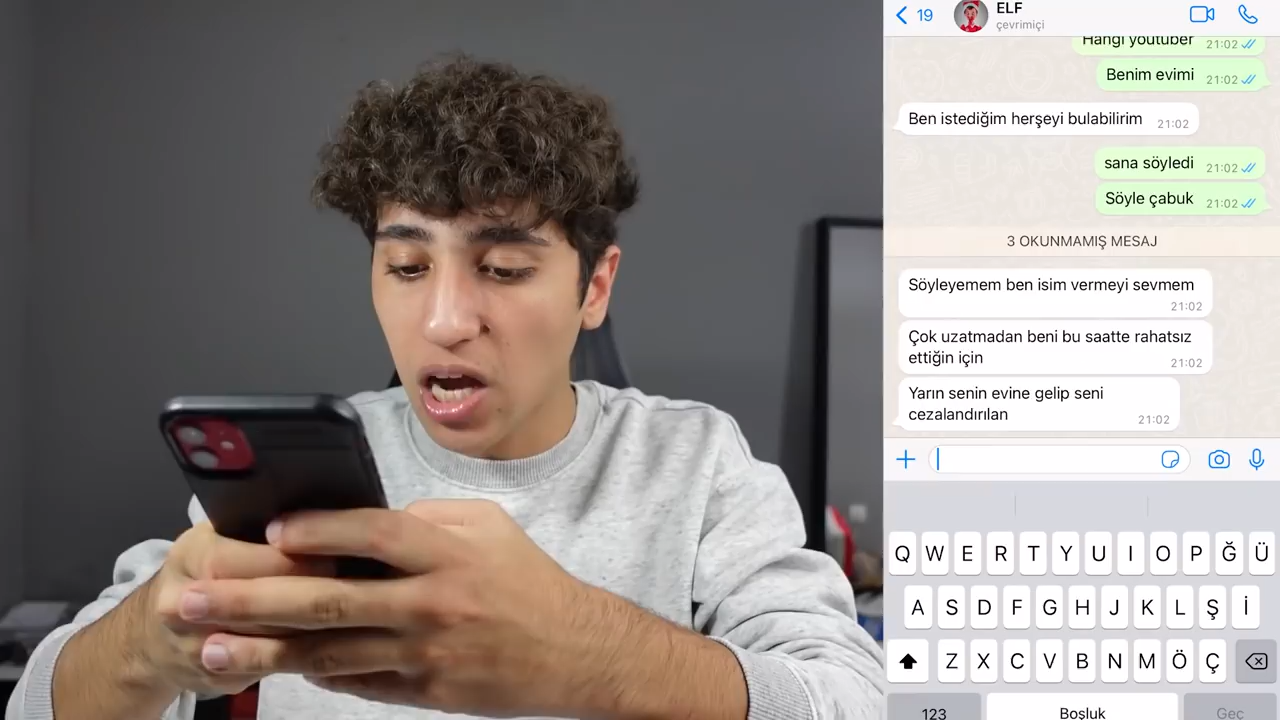 19
ELF
çevrimiçi
Hangi youtuber 21:02
Benim evimi 21:02
Ben istediğim herşeyi bulabilirim 21:02
sana söyledi 21:02
Söyle çabuk 21:02
3 OKUNMAMIŞ MESAJ
Söyleyemem ben isim vermeyi sevmem
21:02
Çok uzatmadan beni bu saatte rahatsız
ettiğin için 21:02
Yarın senin evine gelip seni
cezalandırılan 21:02
Q W E R T Y U I O P Ğ Ü
A S D F G H J K L Ş İ
Z X C V B N M Ö Ç
123 Boşluk Geç